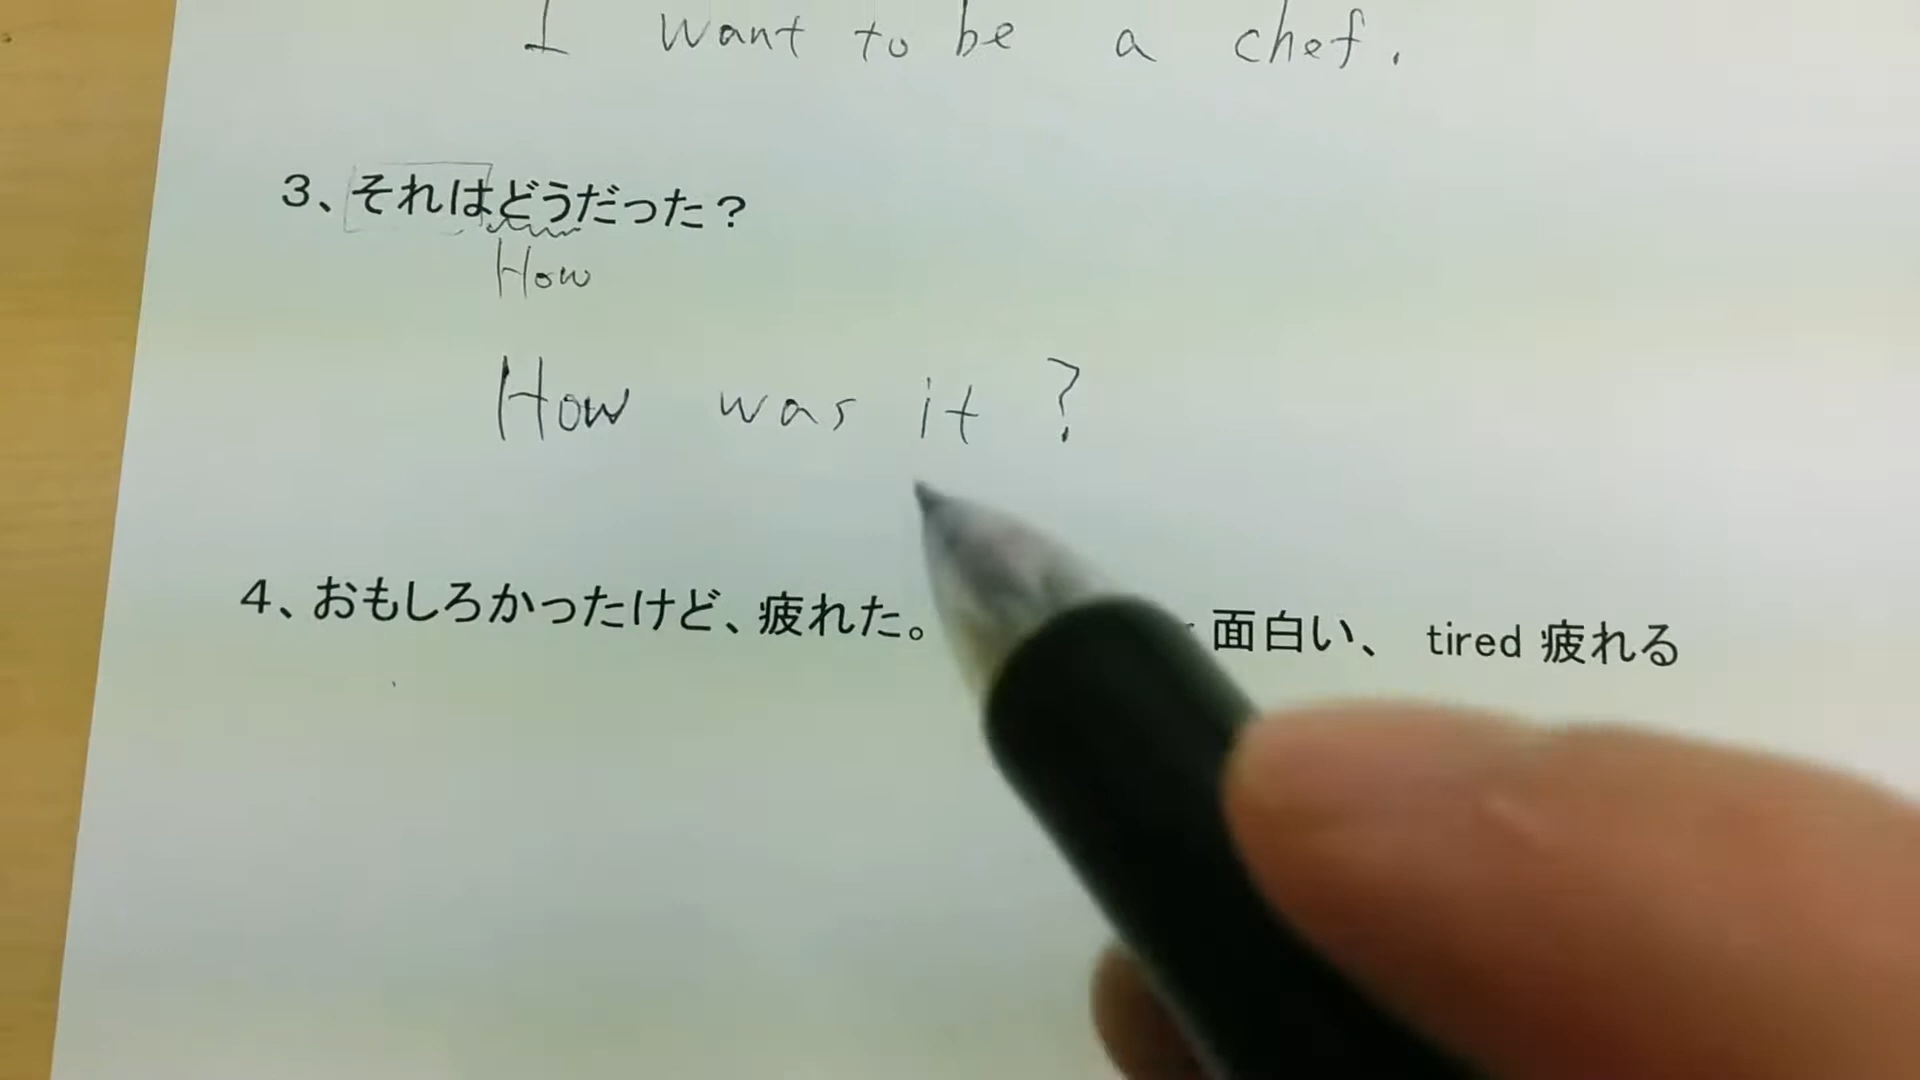 I want to be a chef.
3、それはどうだった？
How
How was it ?
4、おもしろかったけど、疲れた。 面白い、 tired 疲れる